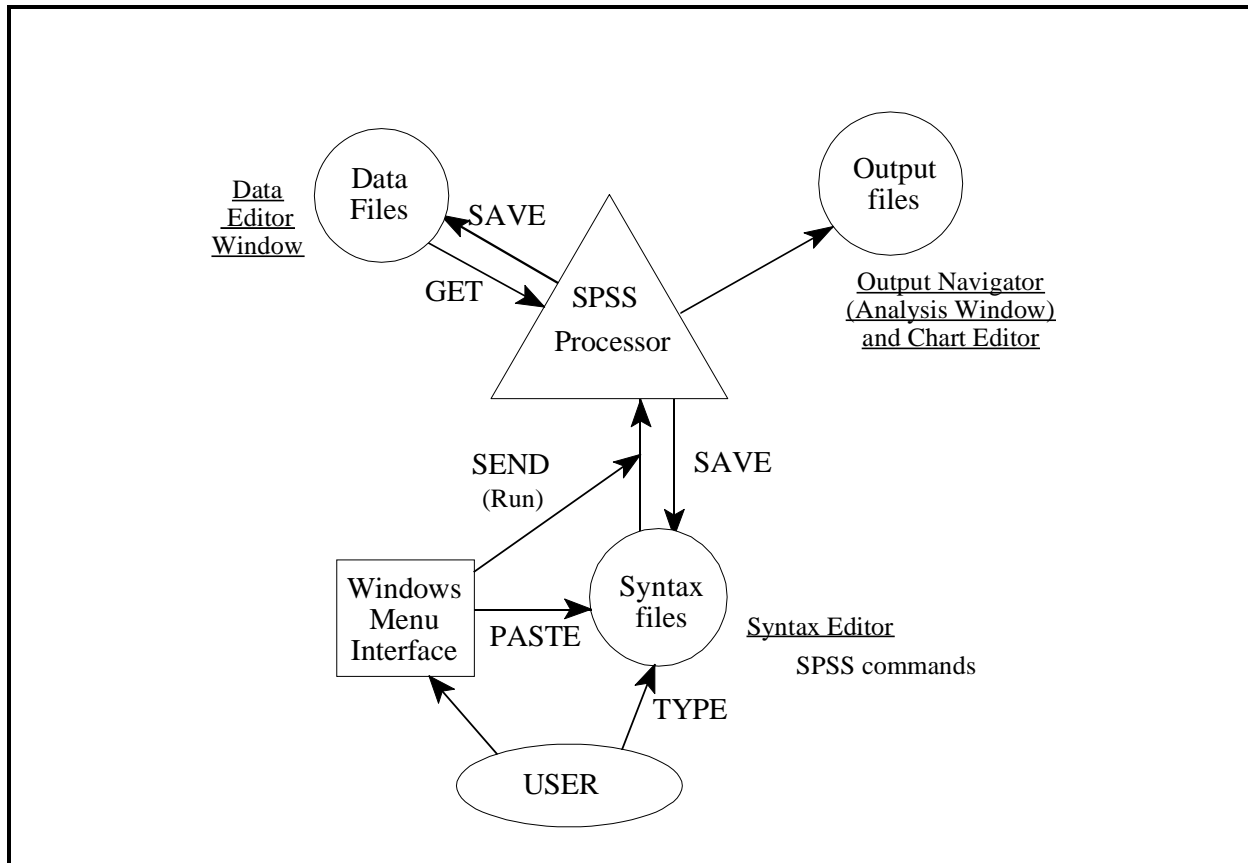 Data
Files
Output
files
Data
Editor
Window
SAVE
GET
SPSS
Processor
Output Navigator
(Analysis Window)
and Chart Editor
SEND
(Run)
SAVE
Windows
Menu
Interface
PASTE
Syntax
files
Syntax Editor
SPSS commands
TYPE
USER